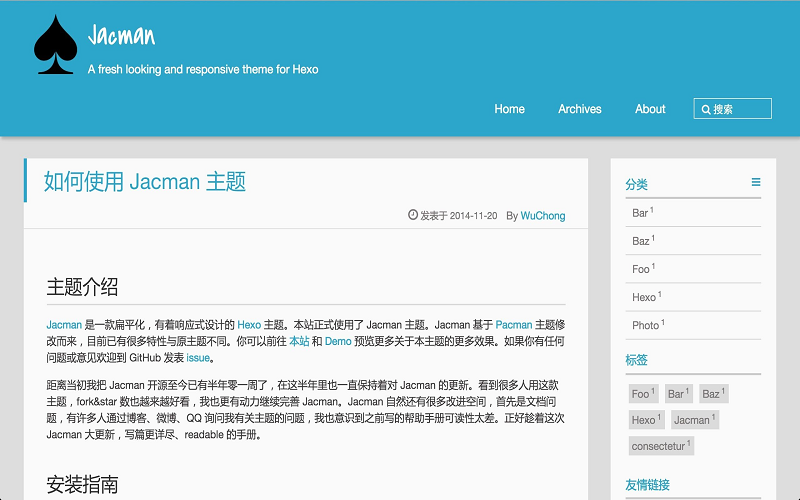 Jacman
A fresh looking and responsive theme for Hexo
Home Archives About 搜索
如何使用 Jacman 主题
发表于 2014-11-20 By WuChong
主题介绍
Jacman 是一款扁平化，有着响应式设计的 Hexo 主题。本站正式使用了 Jacman 主题。Jacman 基于 Pacman 主题修
改而来，目前已有很多特性与原主题不同。你可以前往 本站 和 Demo 预览更多关于本主题的更多效果。如果你有任何
问题或意见欢迎到 GitHub 发表 issue。
距离当初我把 Jacman 开源至今已有半年零一周了，在这半年里也一直保持着对 Jacman 的更新。看到很多人用这款
主题，fork&star 数也越来越好看，我也更有动力继续完善 Jacman。Jacman 自然还有很多改进空间，首先是文档问
题，有许多人通过博客、微博、QQ 询问我有关主题的问题，我也意识到之前写的帮助手册可读性太差。正好趁着这次
Jacman 大更新，写篇更详尽、readable 的手册。
安装指南
分类
Bar 1
Baz 1
Foo 1
Hexo 1
Photo 1
标签
Foo 1 Bar 1 Baz 1
Hexo 1 Jacman 1
consectetur 1
友情链接